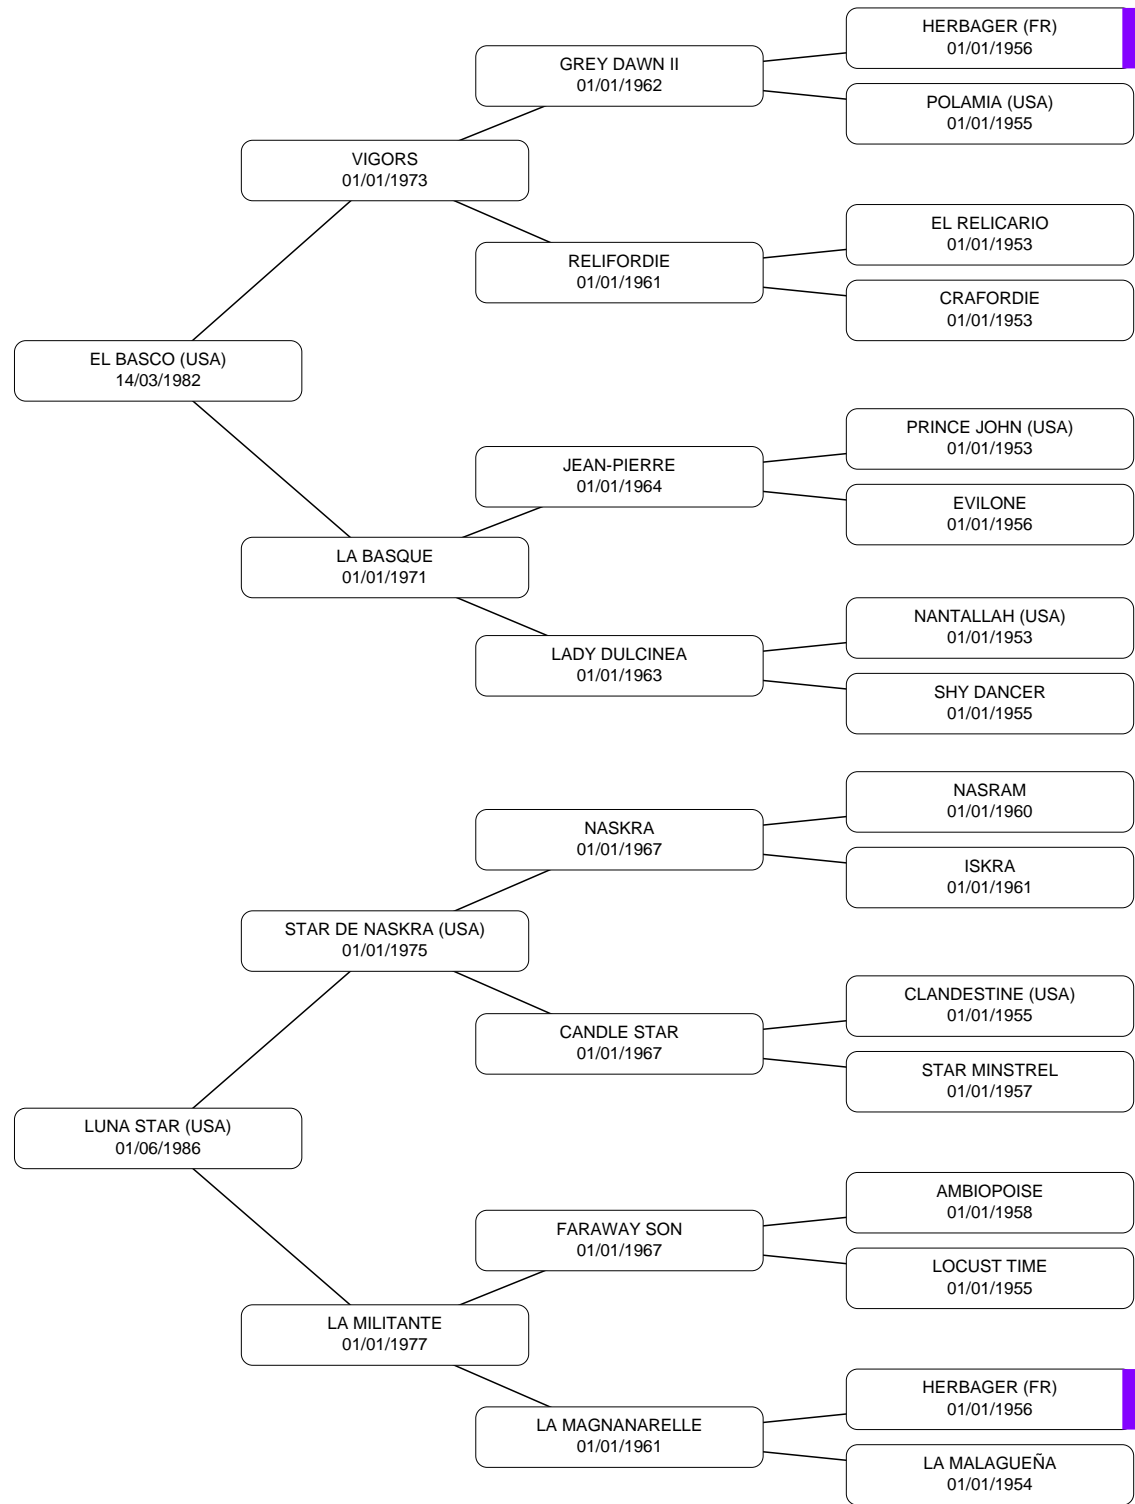 HERBAGER (FR)
01/01/1956
GREY DAWN II
01/01/1962
POLAMIA (USA)
01/01/1955
VIGORS
01/01/1973
EL RELICARIO
01/01/1953
RELIFORDIE
01/01/1961
CRAFORDIE
01/01/1953
EL BASCO (USA)
14/03/1982
PRINCE JOHN (USA)
01/01/1953
JEAN-PIERRE
01/01/1964
EVILONE
01/01/1956
LA BASQUE
01/01/1971
NANTALLAH (USA)
01/01/1953
LADY DULCINEA
01/01/1963
SHY DANCER
01/01/1955
NASRAM
01/01/1960
NASKRA
01/01/1967
ISKRA
01/01/1961
STAR DE NASKRA (USA)
01/01/1975
CLANDESTINE (USA)
01/01/1955
CANDLE STAR
01/01/1967
STAR MINSTREL
01/01/1957
LUNA STAR (USA)
01/06/1986
AMBIOPOISE
01/01/1958
FARAWAY SON
01/01/1967
LOCUST TIME
01/01/1955
LA MILITANTE
01/01/1977
HERBAGER (FR)
01/01/1956
LA MAGNANARELLE
01/01/1961
LA MALAGUEÑA
01/01/1954